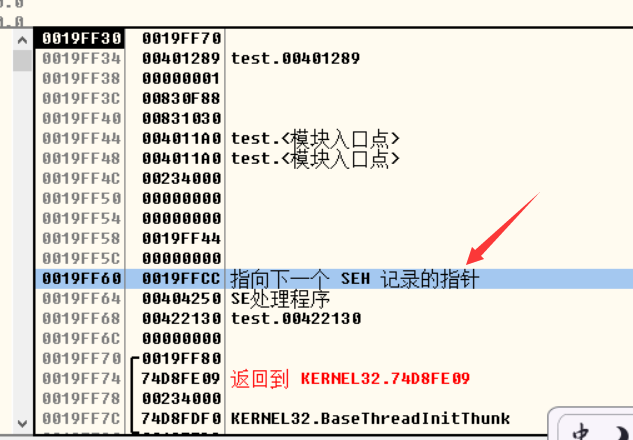 0019FF30 0019FF70
0019FF34 00401289 test.00401289
0019FF38 00000001
0019FF3C 00830F88
0019FF40 00831030
0019FF44 004011A0 test.<模块入口点>
0019FF48 004011A0 test.<模块入口点>
0019FF4C 00234000
0019FF50 00000000
0019FF54 00000000
0019FF58 0019FF44
0019FF5C 00000000
0019FF60 0019FFCC 指向下一个 SEH 记录的指针
0019FF64 00404250 SE处理程序
0019FF68 00422130 test.00422130
0019FF6C 00000000
0019FF70 0019FF80
0019FF74 74D8FE09 返回到 KERNEL32.74D8FE09
0019FF78 00234000
0019FF7C 74D8FDF0 KERNEL32.BaseThreadInitThunk
中